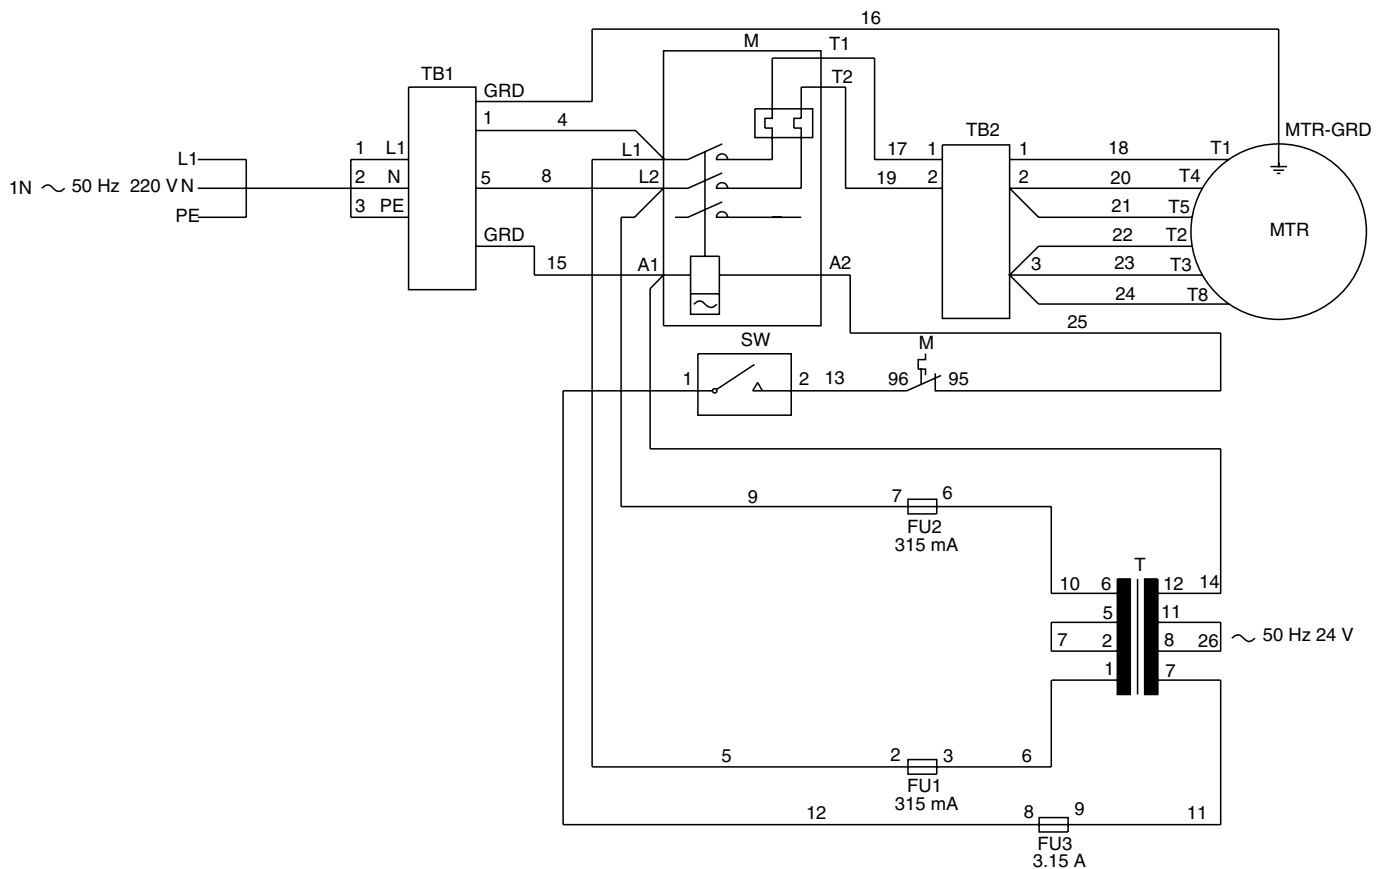 16
M
T1
TB1
T2
GRD
1
4
TB2
MTR-GRD
L1
1
L1
L1
17
1
1
18
T1
1N ～ 50 Hz 220 V N
2
N
5
8
L2
19
2
2
20
T4
PE
3
PE
21
T5
MTR
GRD
22
T2
15
A1
A2
3
23
T3
24
T8
25
SW
M
1
2
13
96
95
9
7
6
FU2
315 mA
T
10
6
12
14
5
11
7
2
8
26
～ 50 Hz 24 V
1
7
5
2
3
6
FU1
315 mA
12
8
9
11
FU3
3.15 A